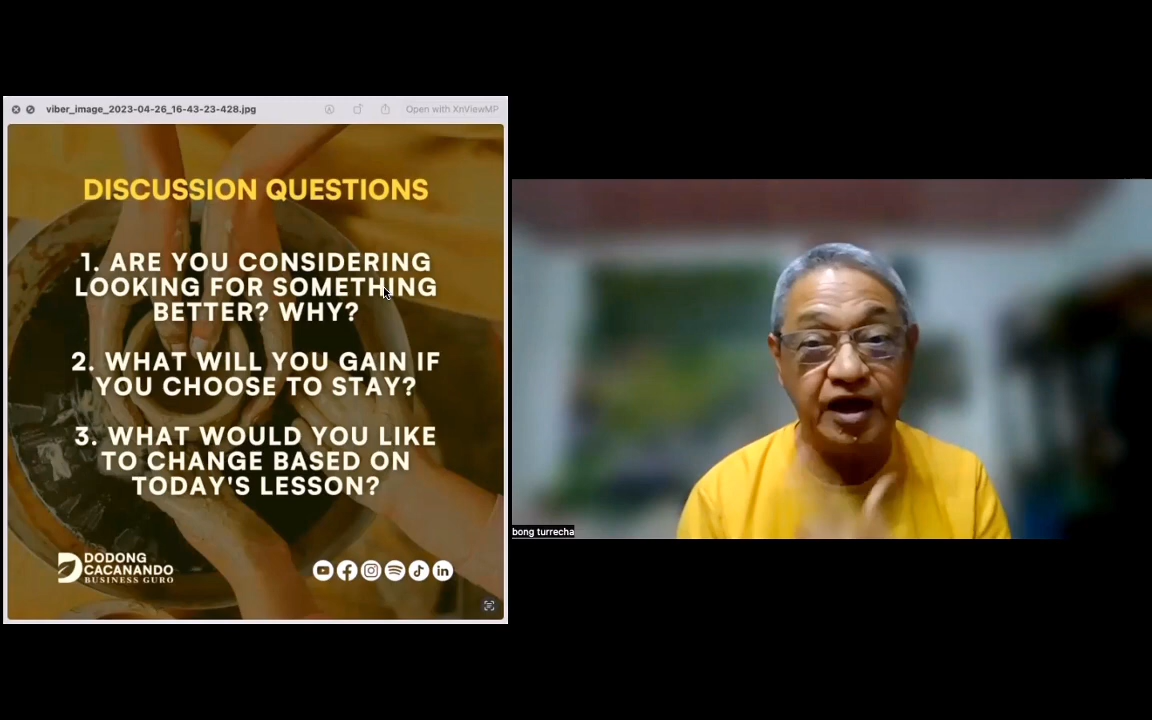 viber_image_2023-04-26_16-43-23-428.jpg
Open with XnViewMP
DISCUSSION QUESTIONS
1. ARE YOU CONSIDERING
LOOKING FOR SOMETHING
BETTER? WHY?
2. WHAT WILL YOU GAIN IF
YOU CHOOSE TO STAY?
3. WHAT WOULD YOU LIKE
TO CHANGE BASED ON
TODAY'S LESSON?
DODONG
CACANANDO
BUSINESS GURO
bong turrecha